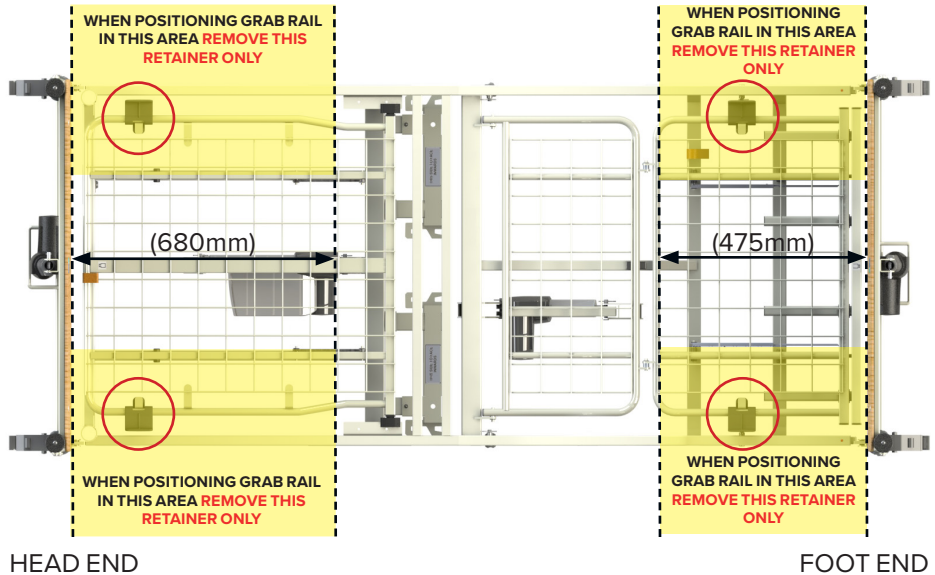 WHEN POSITIONING GRAB RAIL
IN THIS AREA REMOVE THIS
RETAINER ONLY
WHEN POSITIONING
GRAB RAIL IN THIS AREA
REMOVE THIS RETAINER
ONLY
(680mm)
(475mm)
WHEN POSITIONING GRAB RAIL
IN THIS AREA REMOVE THIS
RETAINER ONLY
WHEN POSITIONING
GRAB RAIL IN THIS AREA
REMOVE THIS RETAINER
ONLY
HEAD END
FOOT END